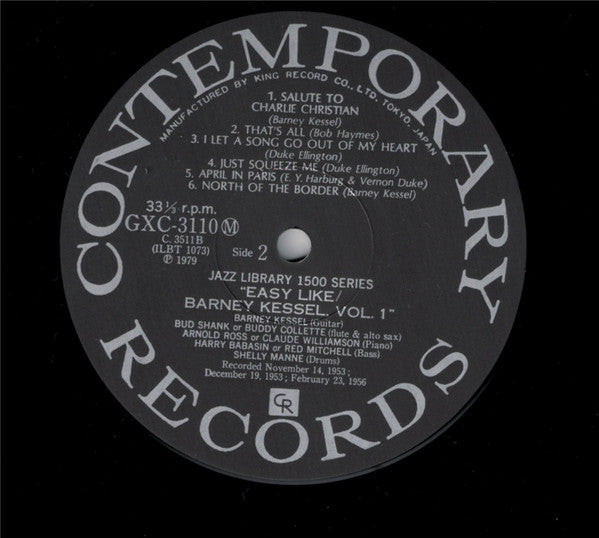 CONTEMPORARY
MANUFACTURED BY KING RECORD CO., LTD. TOKYO, JAPAN
1. SALUTE TO
CHARLIE CHRISTIAN
(Barney Kessel)
2. THAT'S ALL (Bob Haymes)
3. I LET A SONG GO OUT OF MY HEART
(Duke Ellington)
4. JUST SQUEEZE ME (Duke Ellington)
5. APRIL IN PARIS (E. Y. Harburg & Vernon Duke)
6. NORTH OF THE BORDER (Barney Kessel)
33⅓ r.p.m.
GXC-3110 Ⓜ
C. 3511B
(ILBT 1073)
Ⓟ 1979
Side 2
JAZZ LIBRARY 1500 SERIES
"EASY LIKE/
BARNEY KESSEL, VOL. 1"
BARNEY KESSEL (Guitar)
BUD SHANK or BUDDY COLLETTE (flute & alto sax)
ARNOLD ROSS or CLAUDE WILLIAMSON (Piano)
HARRY BABASIN or RED MITCHELL (Bass)
SHELLY MANNE (Drums)
Recorded November 14, 1953;
December 19, 1953; February 23, 1956
CR
RECORDS